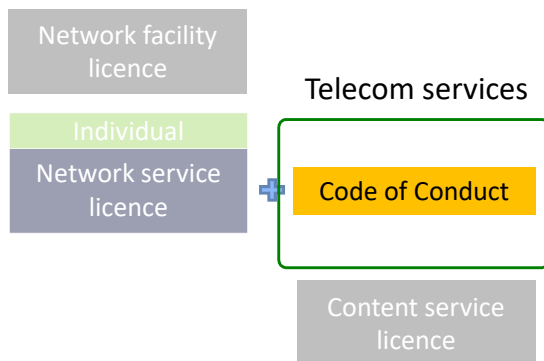 Network facility
licence
Telecom services
Individual
Network service
licence
Code of Conduct
Content service
licence